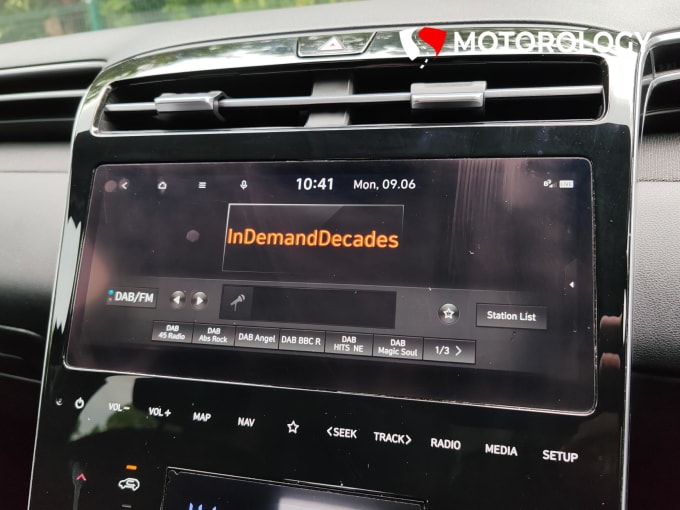 MOTOROLOGY
10:41 Mon, 09.06
InDemandDecades
DAB/FM
Station List
DAB 45 Radio
DAB Abs Rock
DAB Angel
DAB BBC R
DAB HITS NE
DAB Magic Soul
1/3
VOL- VOL+ MAP NAV <SEEK TRACK> RADIO MEDIA SETUP